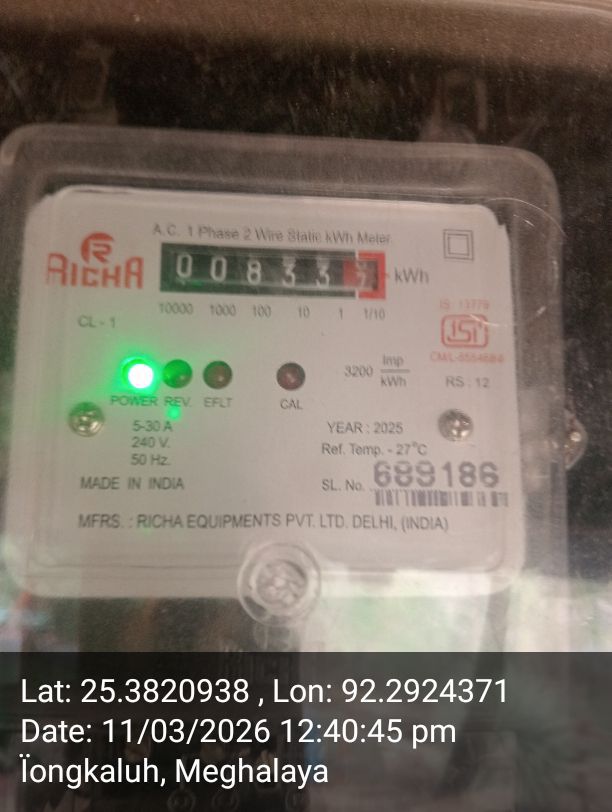 A.C. 1 Phase 2 Wire Static kWh Meter
R
RICHA
0 0 8 3 3
kWh
10000 1000 100 10 1 1/10
CL - 1
IS: 13779
ISI
3200 Imp/kWh
RS : 12
POWER REV. EFLT CAL
5-30 A
240 V.
50 Hz.
YEAR : 2025
Ref. Temp. - 27°C
MADE IN INDIA
SL. No. 689186
MFRS. : RICHA EQUIPMENTS PVT. LTD. DELHI, (INDIA)
Lat: 25.3820938 , Lon: 92.2924371
Date: 11/03/2026 12:40:45 pm
Ïongkaluh, Meghalaya